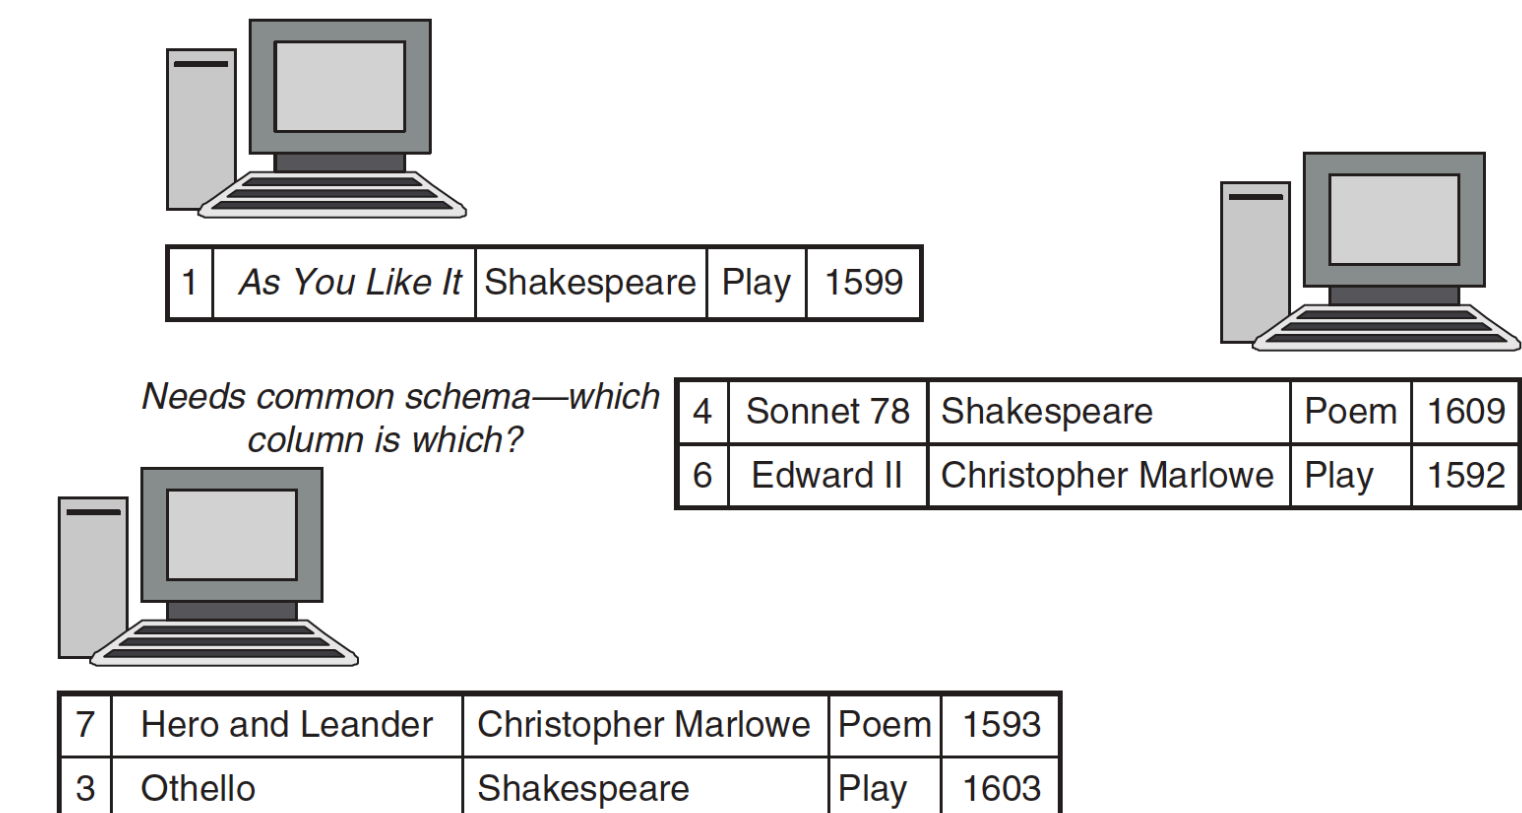 1 As You Like It Shakespeare Play 1599
Needs common schema—which
column is which?
4 Sonnet 78 Shakespeare Poem 1609
6 Edward II Christopher Marlowe Play 1592
7 Hero and Leander Christopher Marlowe Poem 1593
3 Othello Shakespeare Play 1603